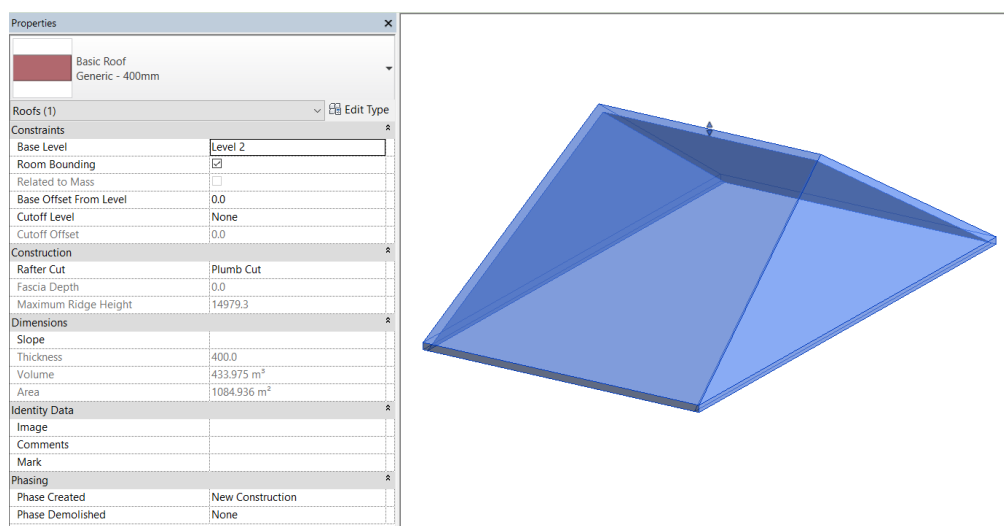 Properties
Basic Roof
Generic - 400mm
Roofs (1) Edit Type
Constraints
Base Level Level 2
Room Bounding
Related to Mass
Base Offset From Level 0.0
Cutoff Level None
Cutoff Offset 0.0
Construction
Rafter Cut Plumb Cut
Fascia Depth 0.0
Maximum Ridge Height 14979.3
Dimensions
Slope
Thickness 400.0
Volume 433.975 m³
Area 1084.936 m²
Identity Data
Image
Comments
Mark
Phasing
Phase Created New Construction
Phase Demolished None